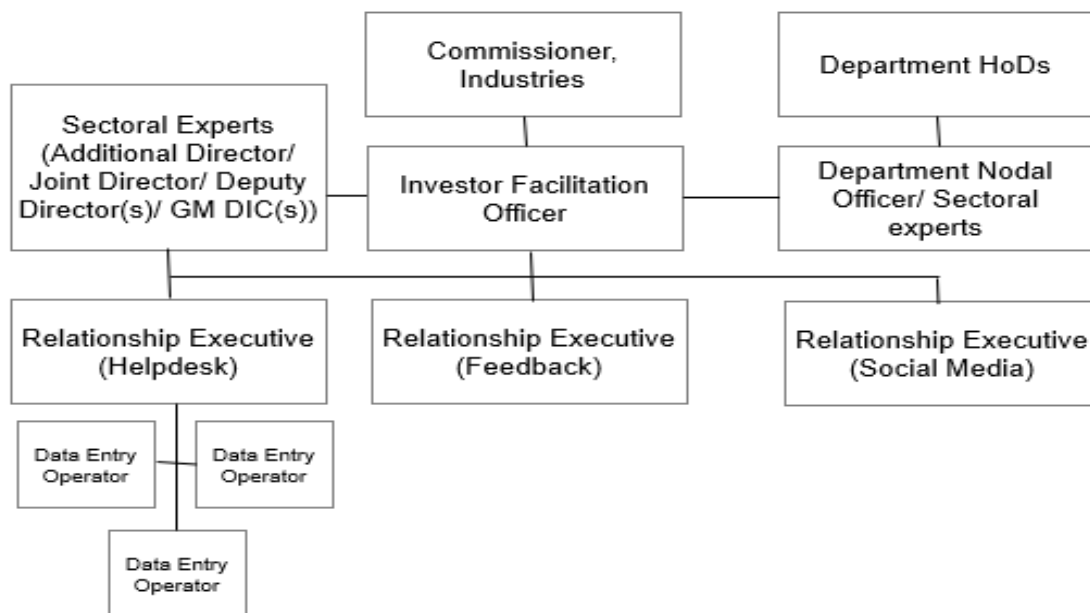 Commissioner,
Industries
Department HoDs
Sectoral Experts
(Additional Director/
Joint Director/ Deputy
Director(s)/ GM DIC(s))
Investor Facilitation
Officer
Department Nodal
Officer/ Sectoral
experts
Relationship Executive
(Helpdesk)
Relationship Executive
(Feedback)
Relationship Executive
(Social Media)
Data Entry
Operator
Data Entry
Operator
Data Entry
Operator